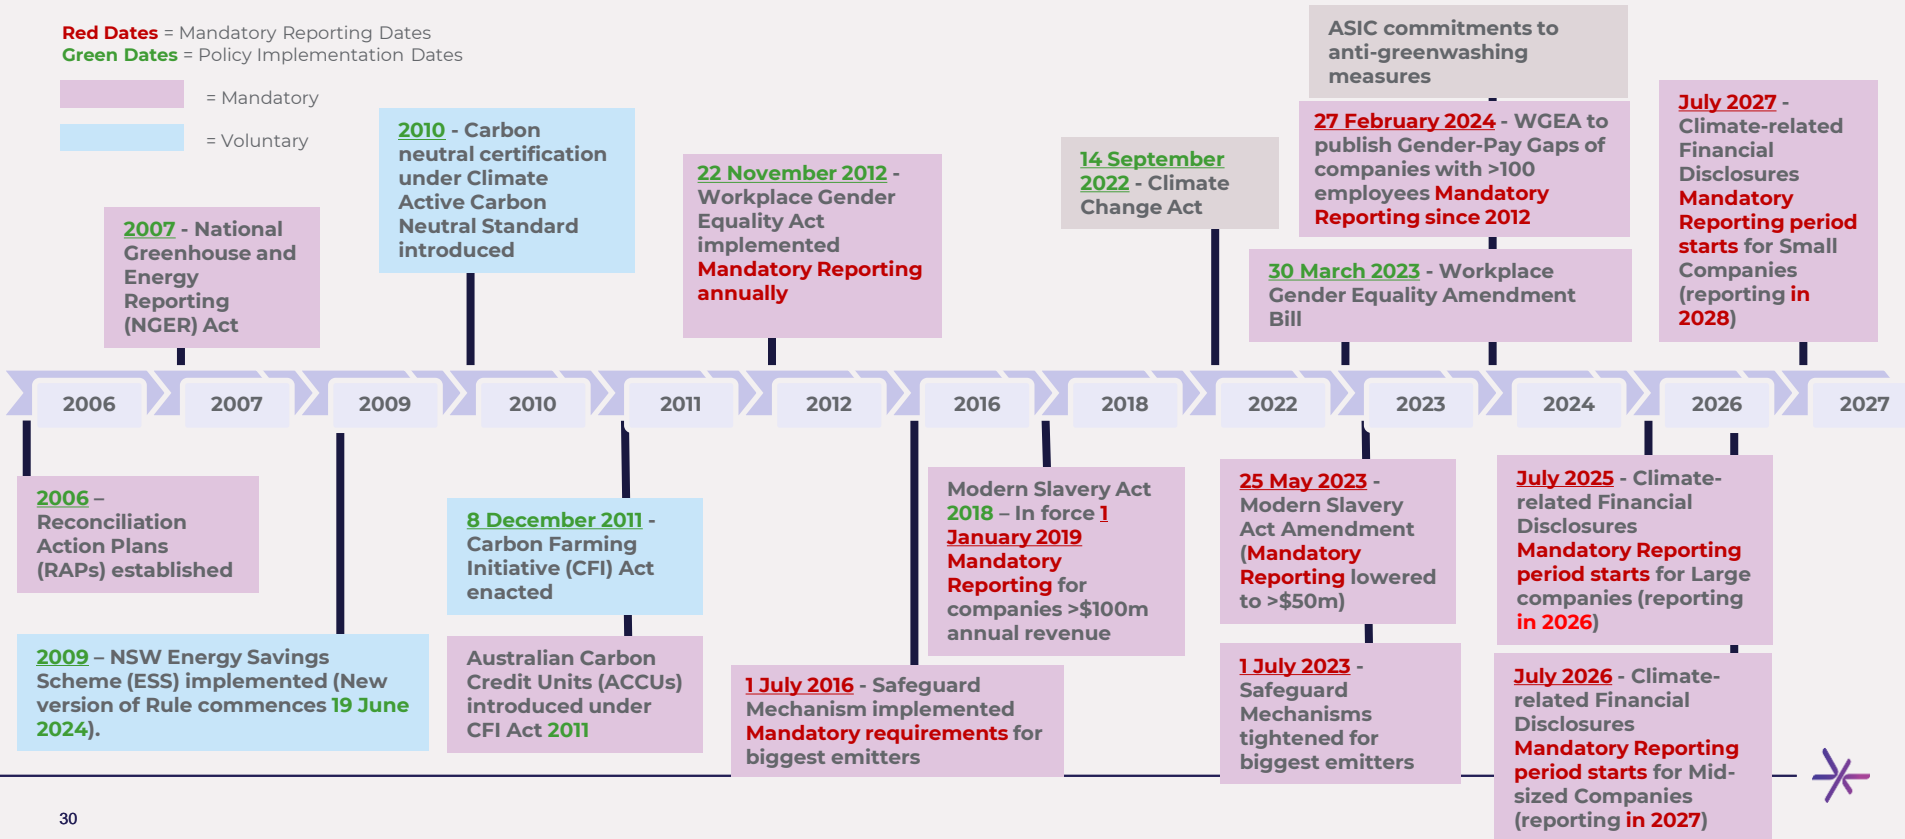 Red Dates = Mandatory Reporting Dates
Green Dates = Policy Implementation Dates
= Mandatory
= Voluntary
2007 - National
Greenhouse and
Energy
Reporting
(NGER) Act
2010 - Carbon
neutral certification
under Climate
Active Carbon
Neutral Standard
introduced
22 November 2012 -
Workplace Gender
Equality Act
implemented
Mandatory Reporting
annually
14 September
2022 - Climate
Change Act
ASIC commitments to
anti-greenwashing
measures
27 February 2024 - WGEA to
publish Gender-Pay Gaps of
companies with >100
employees Mandatory
Reporting since 2012
30 March 2023 - Workplace
Gender Equality Amendment
Bill
July 2027 -
Climate-related
Financial
Disclosures
Mandatory
Reporting period
starts for Small
Companies
(reporting in
2028)
2006
2007
2009
2010
2011
2012
2016
2018
2022
2023
2024
2026
2027
2006 –
Reconciliation
Action Plans
(RAPs) established
2009 – NSW Energy Savings
Scheme (ESS) implemented (New
version of Rule commences 19 June
2024).
8 December 2011 -
Carbon Farming
Initiative (CFI) Act
enacted
Australian Carbon
Credit Units (ACCUs)
introduced under
CFI Act 2011
1 July 2016 - Safeguard
Mechanism implemented
Mandatory requirements for
biggest emitters
Modern Slavery Act
2018 – In force 1
January 2019
Mandatory
Reporting for
companies >$100m
annual revenue
25 May 2023 -
Modern Slavery
Act Amendment
(Mandatory
Reporting lowered
to >$50m)
1 July 2023 -
Safeguard
Mechanisms
tightened for
biggest emitters
July 2025 - Climate-
related Financial
Disclosures
Mandatory Reporting
period starts for Large
companies (reporting
in 2026)
July 2026 - Climate-
related Financial
Disclosures
Mandatory Reporting
period starts for Mid-
sized Companies
(reporting in 2027)
30